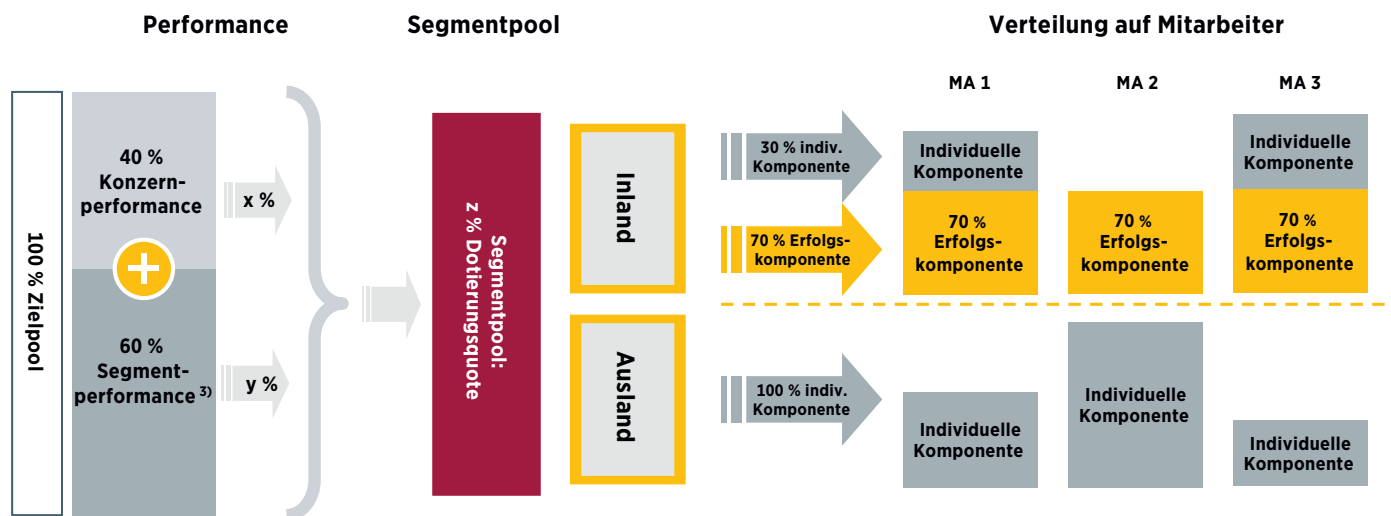 Performance
Segmentpool
Verteilung auf Mitarbeiter
MA 1
MA 2
MA 3
100 % Zielpool
40 %
Konzern-
performance
60 %
Segment-
performance 3)
x %
y %
Segmentpool:
z % Dotierungsquote
Inland
Ausland
30 % indiv.
Komponente
70 % Erfolgs-
komponente
100 % indiv.
Komponente
Individuelle
Komponente
70 %
Erfolgs-
komponente
70 %
Erfolgs-
komponente
Individuelle
Komponente
70 %
Erfolgs-
komponente
Individuelle
Komponente
Individuelle
Komponente
Individuelle
Komponente